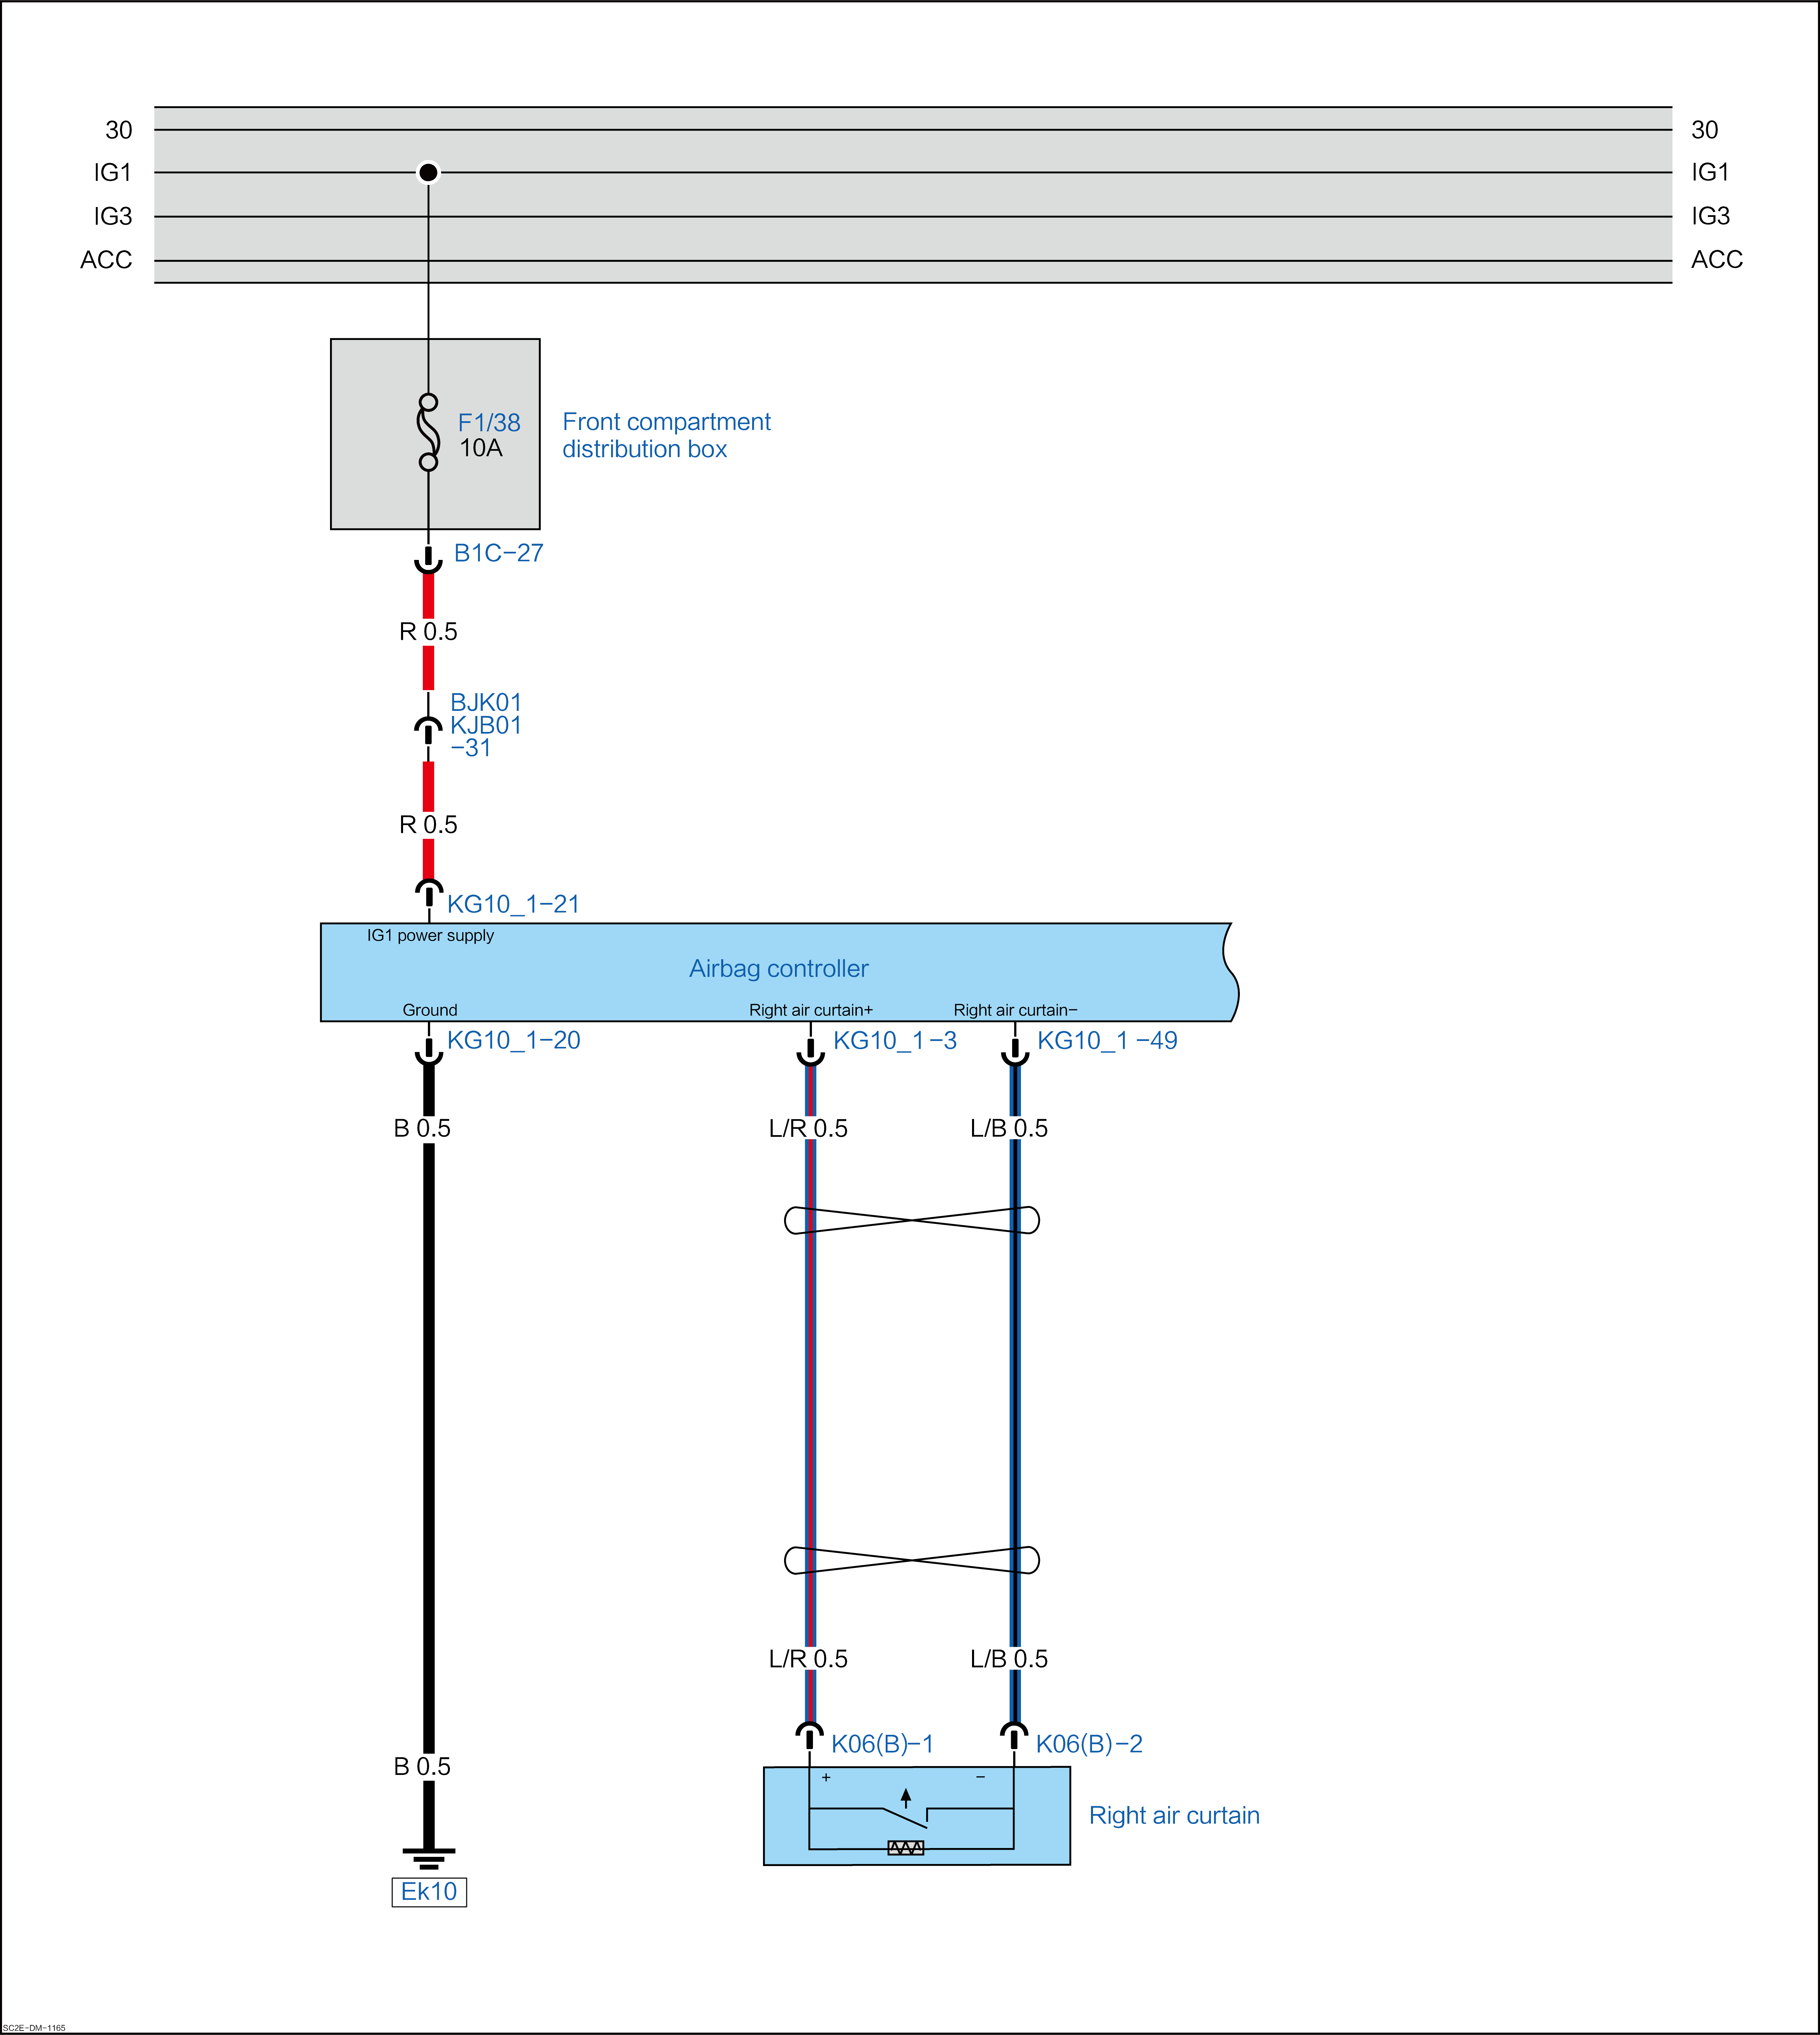 30
30
IG1
IG1
IG3
IG3
ACC
ACC
F1/38
10A
Front compartment
distribution box
B1C-27
R 0.5
BJK01
KJB01
-31
R 0.5
KG10_1-21
IG1 power supply
Airbag controller
Ground
Right air curtain+
Right air curtain-
KG10_1-20
KG10_1-3
KG10_1-49
B 0.5
L/R 0.5
L/B 0.5
L/R 0.5
L/B 0.5
K06(B)-1
K06(B)-2
B 0.5
+
-
Right air curtain
Ek10
SC2E-DM-1165